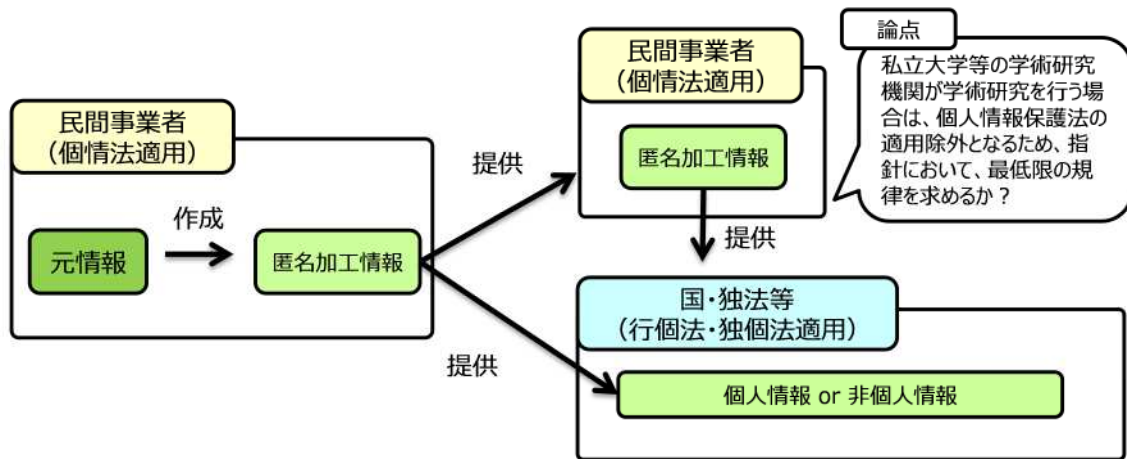 民間事業者
（個情法適用）
元情報
作成
匿名加工情報
提供
民間事業者
（個情法適用）
匿名加工情報
提供
論点
私立大学等の学術研究
機関が学術研究を行う場
合は、個人情報保護法の
適用除外となるため、指
針において、最低限の規
律を求めるか？
提供
国・独法等
（行個法・独個法適用）
個人情報 or 非個人情報